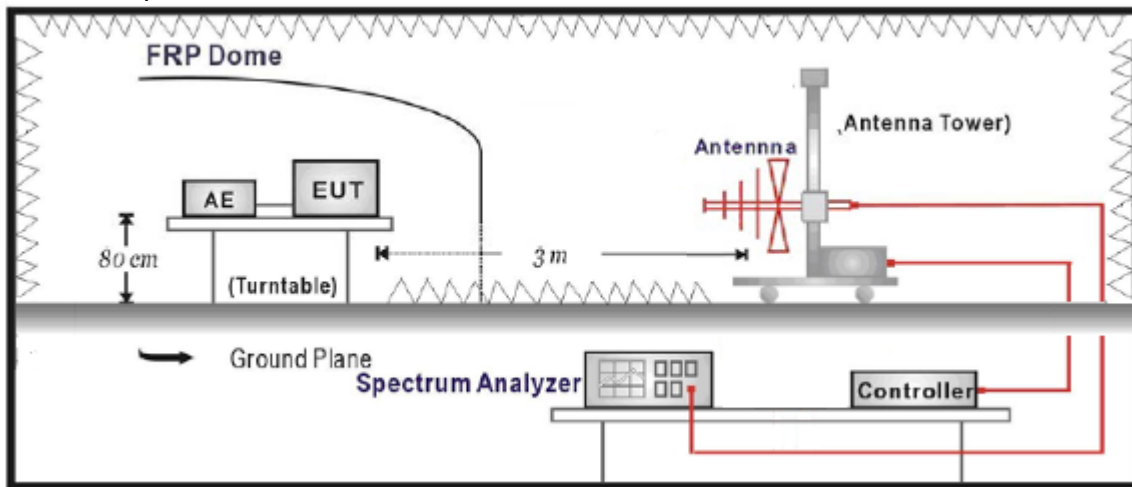 FRP Dome
(Antenna Tower)
Antennna
AE
EUT
80 cm
3 m
(Turntable)
Ground Plane
Spectrum Analyzer
Controller